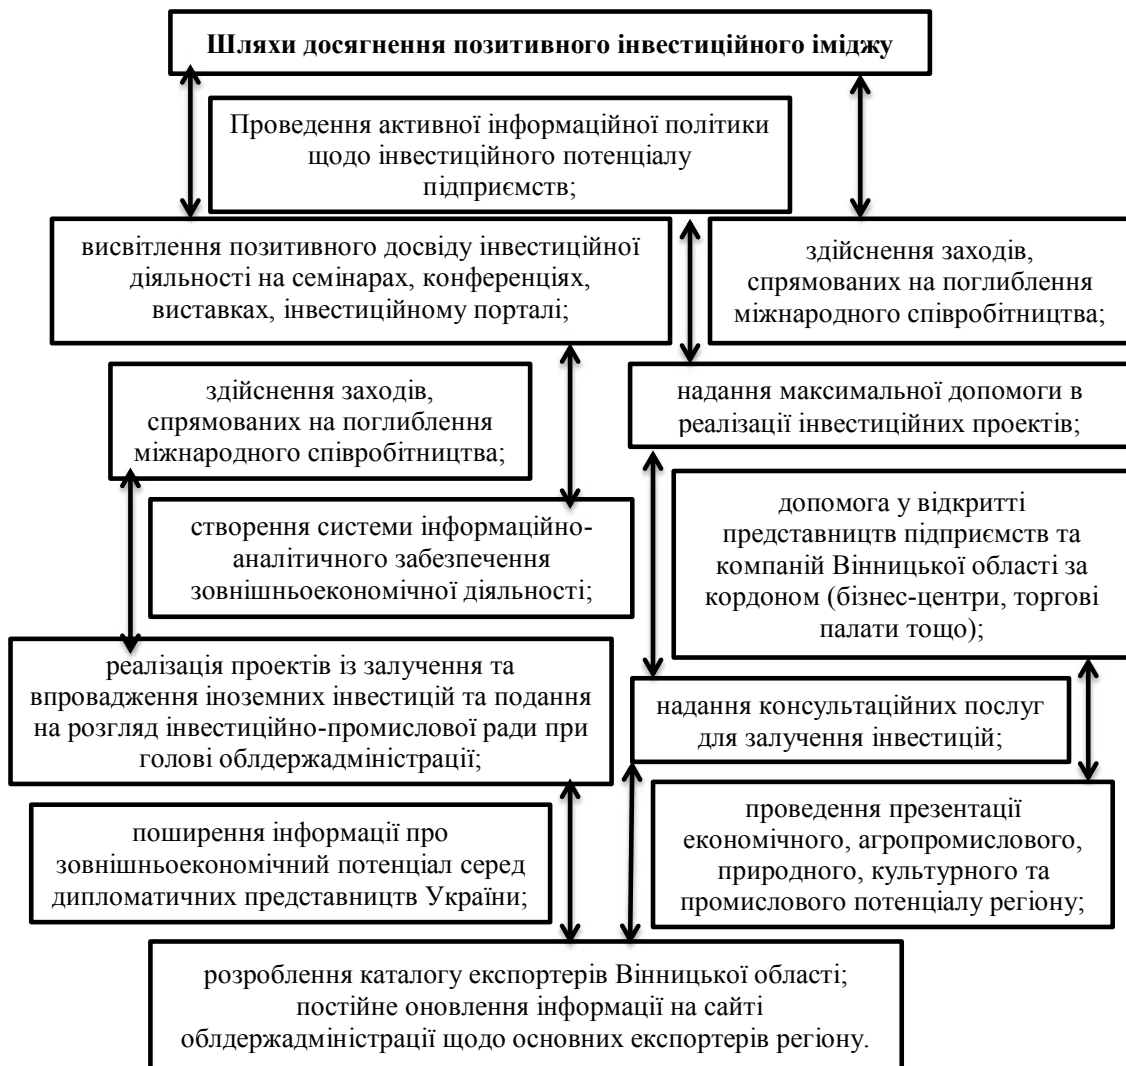 Шляхи досягнення позитивного інвестиційного іміджу
Проведення активної інформаційної політики
щодо інвестиційного потенціалу
підприємств;
висвітлення позитивного досвіду інвестиційної
діяльності на семінарах, конференціях,
виставках, інвестиційному порталі;
здійснення заходів,
спрямованих на поглиблення
міжнародного співробітництва;
здійснення заходів,
спрямованих на поглиблення
міжнародного співробітництва;
надання максимальної допомоги в
реалізації інвестиційних проектів;
створення системи інформаційно-
аналітичного забезпечення
зовнішньоекономічної діяльності;
допомога у відкритті
представництв підприємств та
компаній Вінницької області за
кордоном (бізнес-центри, торгові
палати тощо);
реалізація проектів із залучення та
впровадження іноземних інвестицій та подання
на розгляд інвестиційно-промислової ради при
голові облдержадміністрації;
надання консультаційних послуг
для залучення інвестицій;
поширення інформації про
зовнішньоекономічний потенціал серед
дипломатичних представництв України;
проведення презентації
економічного, агропромислового,
природного, культурного та
промислового потенціалу регіону;
розроблення каталогу експортерів Вінницької області;
постійне оновлення інформації на сайті
облдержадміністрації щодо основних експортерів регіону.